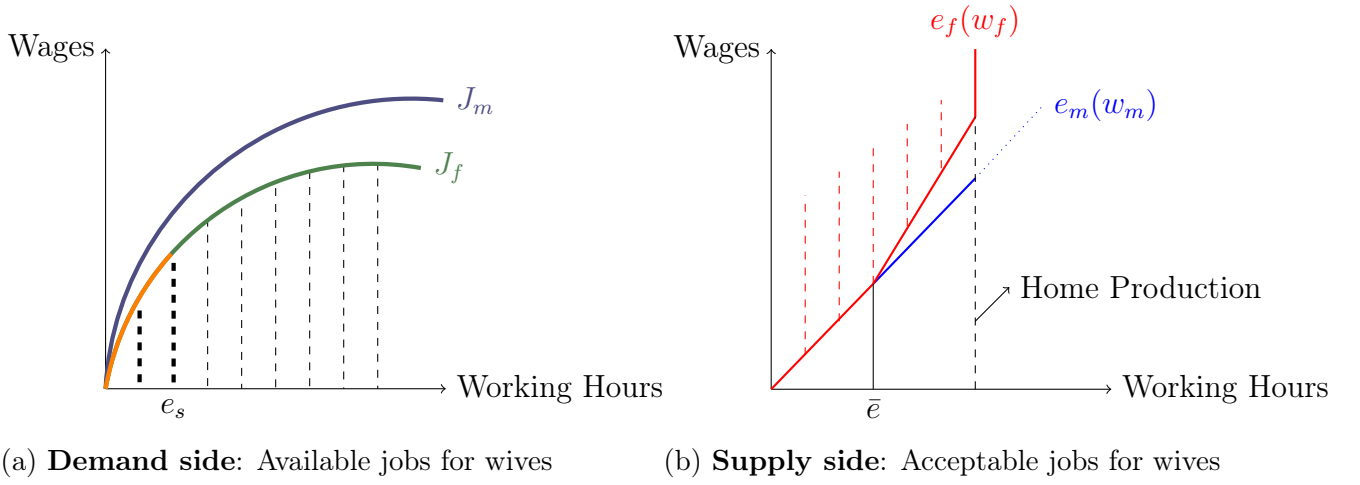 Wages
J_m
J_f
e_s
Working Hours
(a) Demand side: Available jobs for wives
e_f(w_f)
Wages
e_m(w_m)
Home Production
ē
Working Hours
(b) Supply side: Acceptable jobs for wives